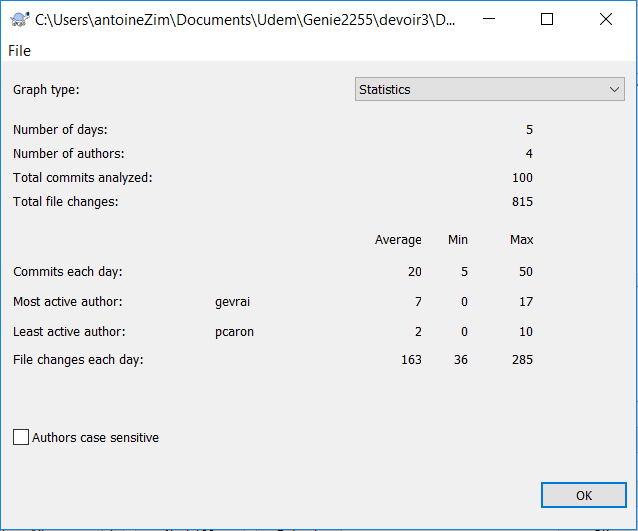 C:\Users\antoineZim\Documents\Udem\Genie2255\devoir3\D...
File
Graph type: Statistics
Number of days: 5
Number of authors: 4
Total commits analyzed: 100
Total file changes: 815
Average Min Max
Commits each day: 20 5 50
Most active author: gevrai 7 0 17
Least active author: pcaron 2 0 10
File changes each day: 163 36 285
Authors case sensitive
OK